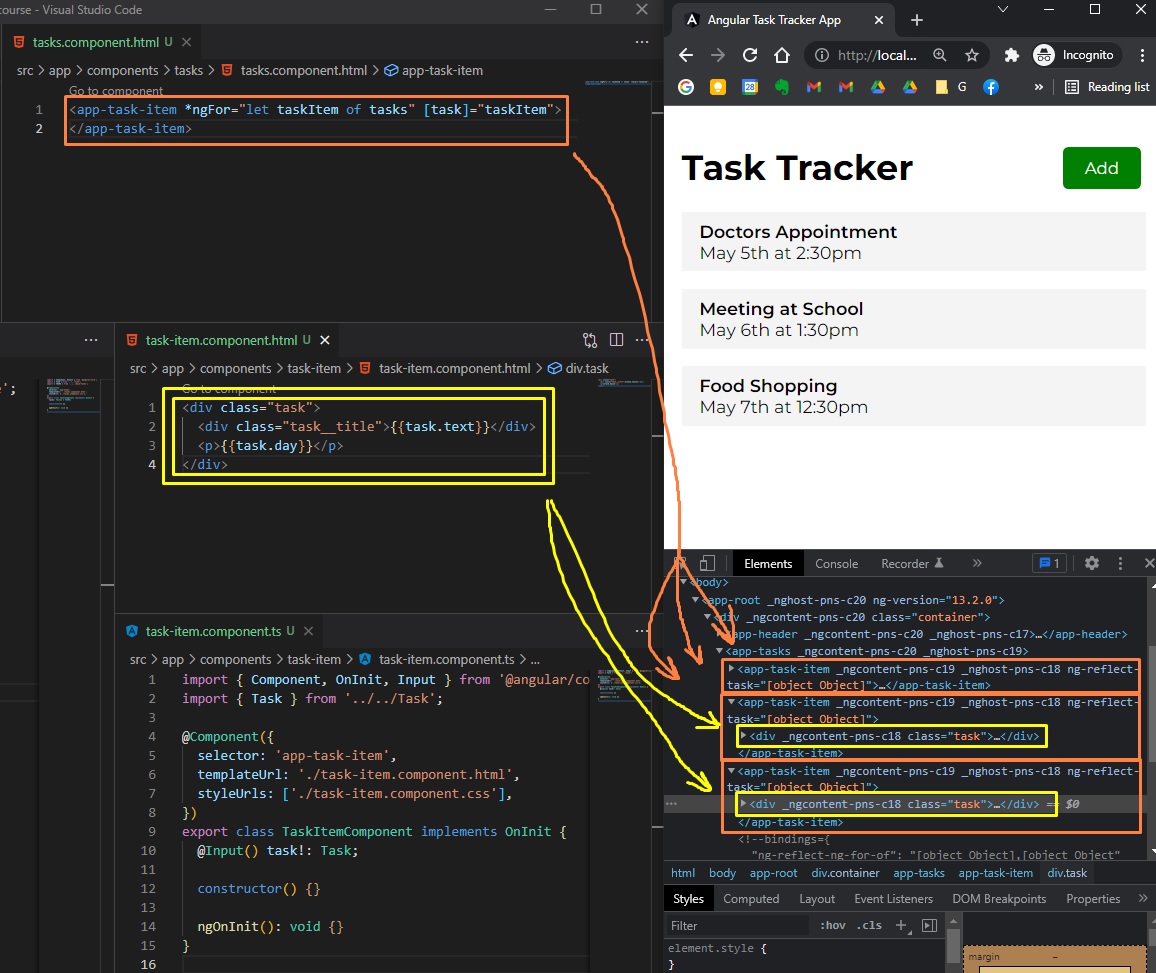 course - Visual Studio Code
tasks.component.html U
src > app > components > tasks > tasks.component.html > app-task-item
Go to component
1 <app-task-item *ngFor="let taskItem of tasks" [task]="taskItem">
2 </app-task-item>
';
task-item.component.html U
src > app > components > task-item > task-item.component.html > div.task
Go to component
1 <div class="task">
2 <div class="task__title">{{task.text}}</div>
3 <p>{{task.day}}</p>
4 </div>
task-item.component.ts U
src > app > components > task-item > task-item.component.ts > ...
1 import { Component, OnInit, Input } from '@angular/co
2 import { Task } from '../../Task';
3
4 @Component({
5 selector: 'app-task-item',
6 templateUrl: './task-item.component.html',
7 styleUrls: ['./task-item.component.css'],
8 })
9 export class TaskItemComponent implements OnInit {
10 @Input() task!: Task;
11
12 constructor() {}
13
14 ngOnInit(): void {}
15 }
16
Angular Task Tracker App
http://local... Incognito
28 G » Reading list
Task Tracker
Add
Doctors Appointment
May 5th at 2:30pm
Meeting at School
May 6th at 1:30pm
Food Shopping
May 7th at 12:30pm
Elements Console Recorder » 1
<body>
<app-root _nghost-pns-c20 ng-version="13.2.0">
<div _ngcontent-pns-c20 class="container">
<app-header _ngcontent-pns-c20 _nghost-pns-c17>…</app-header>
<app-tasks _ngcontent-pns-c20 _nghost-pns-c19>
<app-task-item _ngcontent-pns-c19 _nghost-pns-c18 ng-reflect-
task="[object Object]">…</app-task-item>
<app-task-item _ngcontent-pns-c19 _nghost-pns-c18 ng-reflect-
task="[object Object]">
<div _ngcontent-pns-c18 class="task">…</div>
</app-task-item>
<app-task-item _ngcontent-pns-c19 _nghost-pns-c18 ng-reflect-
task="[object Object]">
<div _ngcontent-pns-c18 class="task">…</div> == $0
</app-task-item>
<!--bindings={
"ng-reflect-ng-for-of": "[object Object],[object Object"
html body app-root div.container app-tasks app-task-item div.task
Styles Computed Layout Event Listeners DOM Breakpoints Properties »
Filter :hov .cls +
element.style {
}
margin –